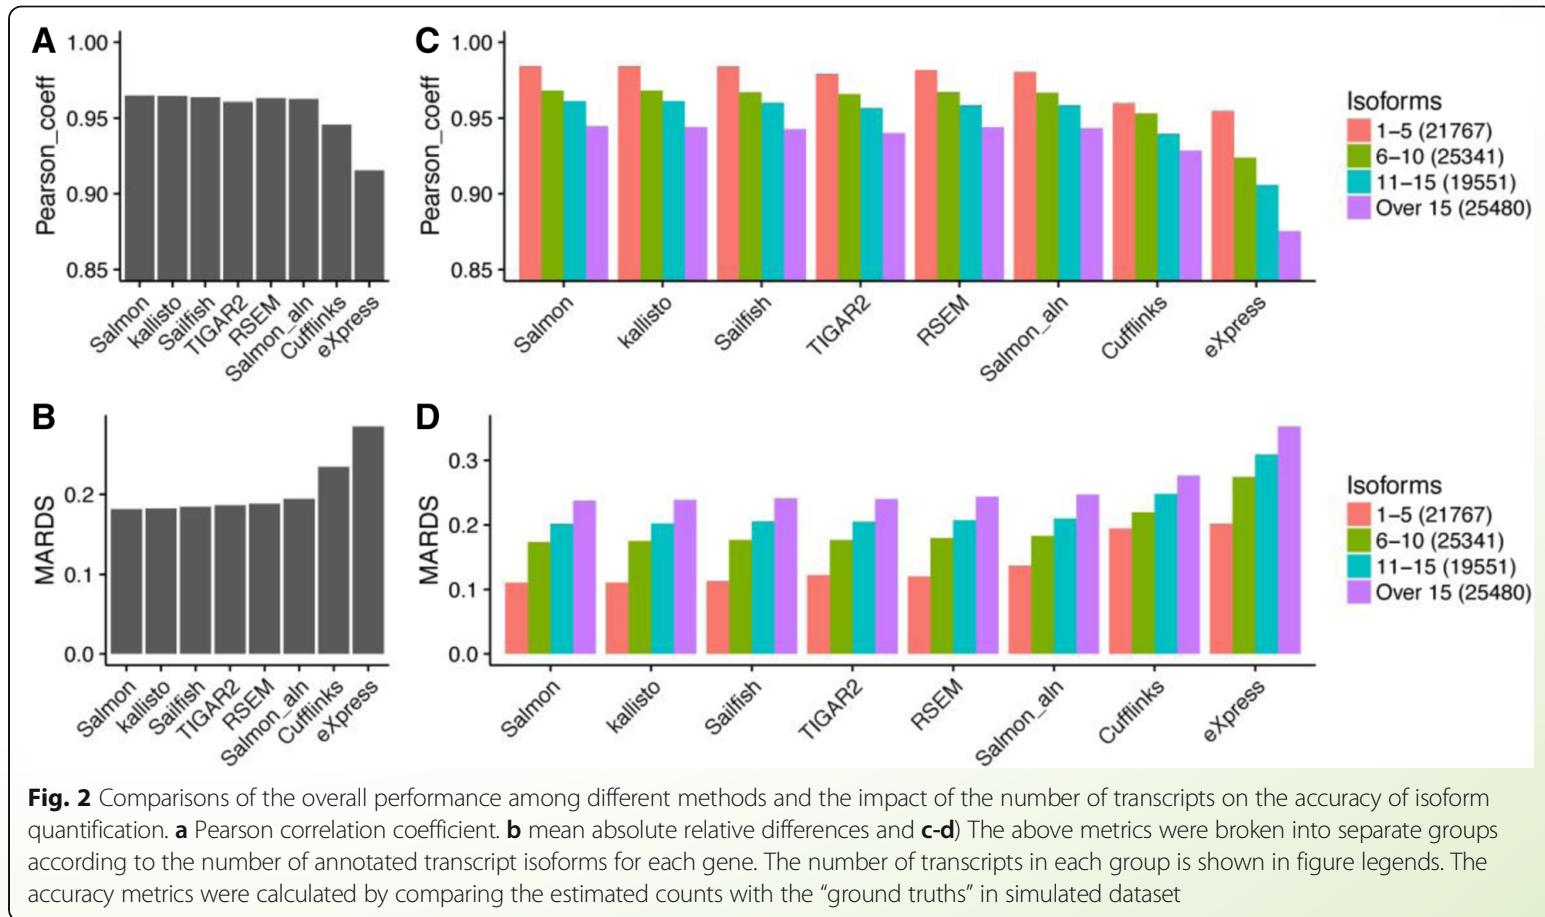 A
Pearson_coeff
1.00
0.95
0.90
0.85
Salmon
kallisto
Sailfish
TIGAR2
RSEM
Salmon_aln
Cufflinks
eXpress
C
Pearson_coeff
1.00
0.95
0.90
0.85
Salmon
kallisto
Sailfish
TIGAR2
RSEM
Salmon_aln
Cufflinks
eXpress
Isoforms
1–5 (21767)
6–10 (25341)
11–15 (19551)
Over 15 (25480)
B
MARDS
0.2
0.1
0.0
Salmon
kallisto
Sailfish
TIGAR2
RSEM
Salmon_aln
Cufflinks
eXpress
D
MARDS
0.3
0.2
0.1
0.0
Salmon
kallisto
Sailfish
TIGAR2
RSEM
Salmon_aln
Cufflinks
eXpress
Isoforms
1–5 (21767)
6–10 (25341)
11–15 (19551)
Over 15 (25480)
Fig. 2 Comparisons of the overall performance among different methods and the impact of the number of transcripts on the accuracy of isoform
quantification. a Pearson correlation coefficient. b mean absolute relative differences and c-d) The above metrics were broken into separate groups
according to the number of annotated transcript isoforms for each gene. The number of transcripts in each group is shown in figure legends. The
accuracy metrics were calculated by comparing the estimated counts with the “ground truths” in simulated dataset